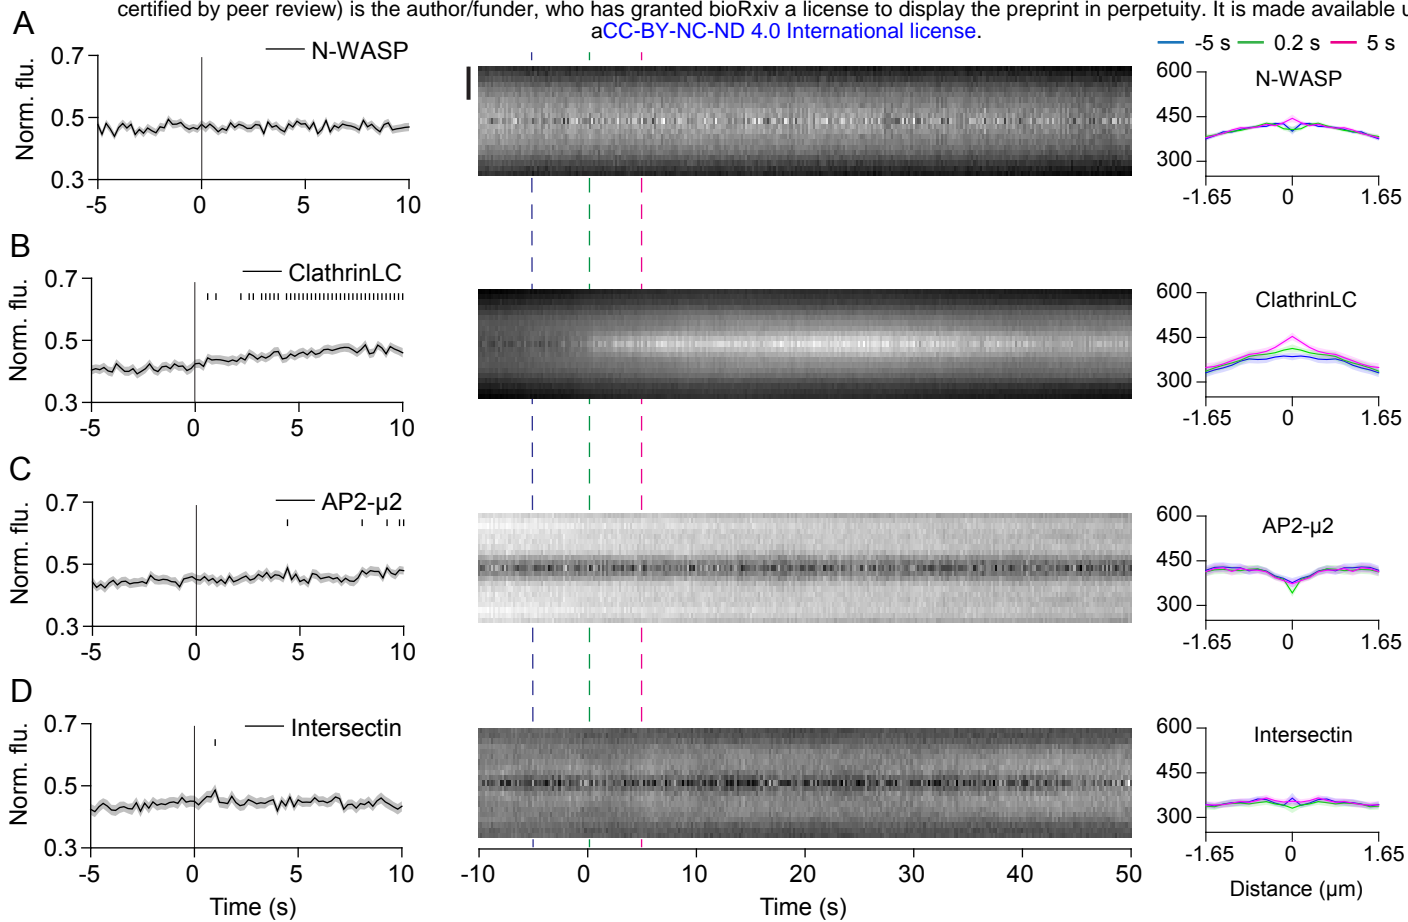 certified by peer review) is the author/funder, who has granted bioRxiv a license to display the preprint in perpetuity. It is made available
aCC-BY-NC-ND 4.0 International license.
A
N-WASP
Norm. flu.
0.7
0.5
0.3
-5 0 5 10
-5 s 0.2 s 5 s
N-WASP
600
450
300
-1.65 0 1.65
B
ClathrinLC
Norm. flu.
0.7
0.5
0.3
-5 0 5 10
ClathrinLC
600
450
300
-1.65 0 1.65
C
AP2-μ2
Norm. flu.
0.7
0.5
0.3
-5 0 5 10
AP2-μ2
600
450
300
-1.65 0 1.65
D
Intersectin
Norm. flu.
0.7
0.5
0.3
-5 0 5 10
Time (s)
-10 0 10 20 30 40 50
Time (s)
Intersectin
600
450
300
-1.65 0 1.65
Distance (μm)